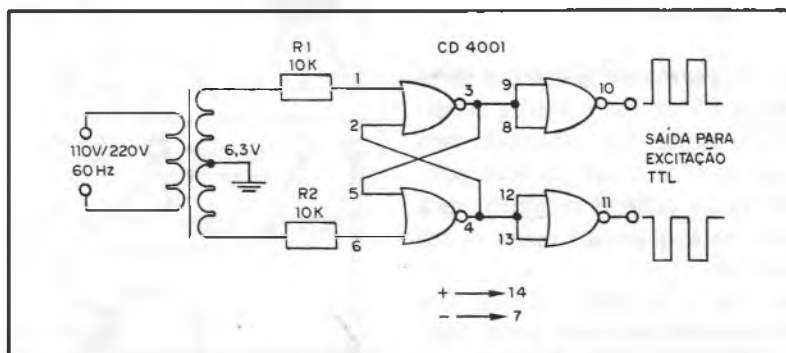 R1
10K
CD 4001
1
3
9
8
10
2
110V/220V
60Hz
6,3V
SAÍDA PARA
EXCITAÇÃO
TTL
5
R2
10K
6
4
12
13
11
+ → 14
- → 7